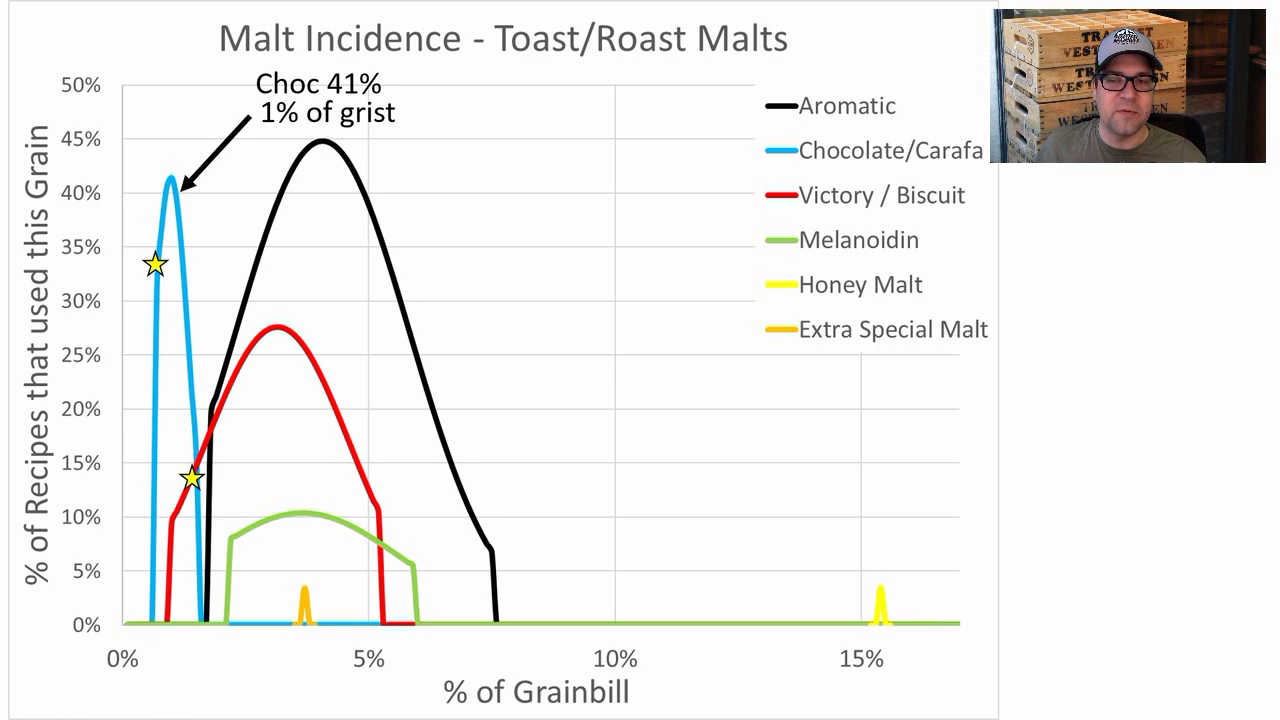 Malt Incidence - Toast/Roast Malts
Choc 41%
1% of grist
50%
45%
40%
35%
30%
25%
20%
15%
10%
5%
0%
% of Recipes that used this Grain
0%
5%
10%
15%
% of Grainbill
Aromatic
Chocolate/Carafa
Victory / Biscuit
Melanoidin
Honey Malt
Extra Special Malt